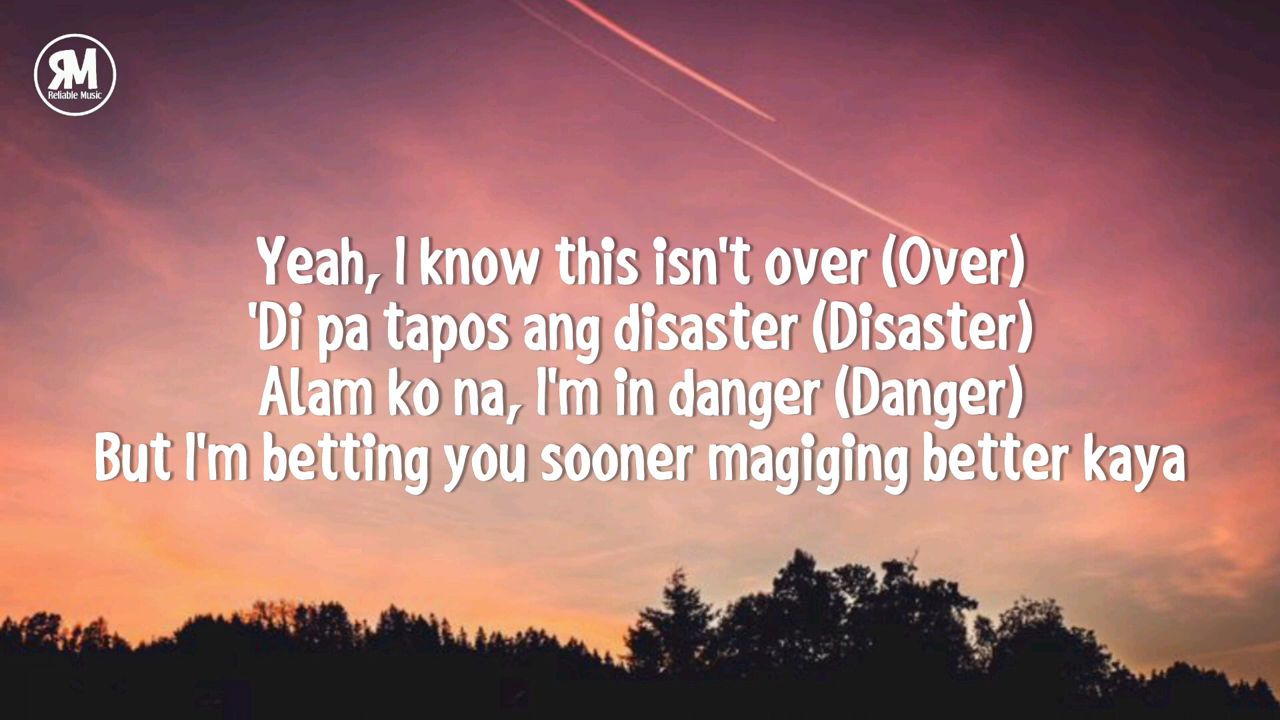 RM
Reliable Music
Yeah, I know this isn't over (Over)
'Di pa tapos ang disaster (Disaster)
Alam ko na, I'm in danger (Danger)
But I'm betting you sooner magiging better kaya